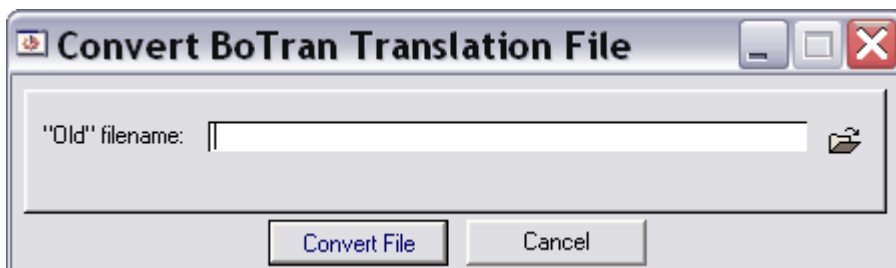 Convert BoTran Translation File
"Old" filename:
Convert File Cancel